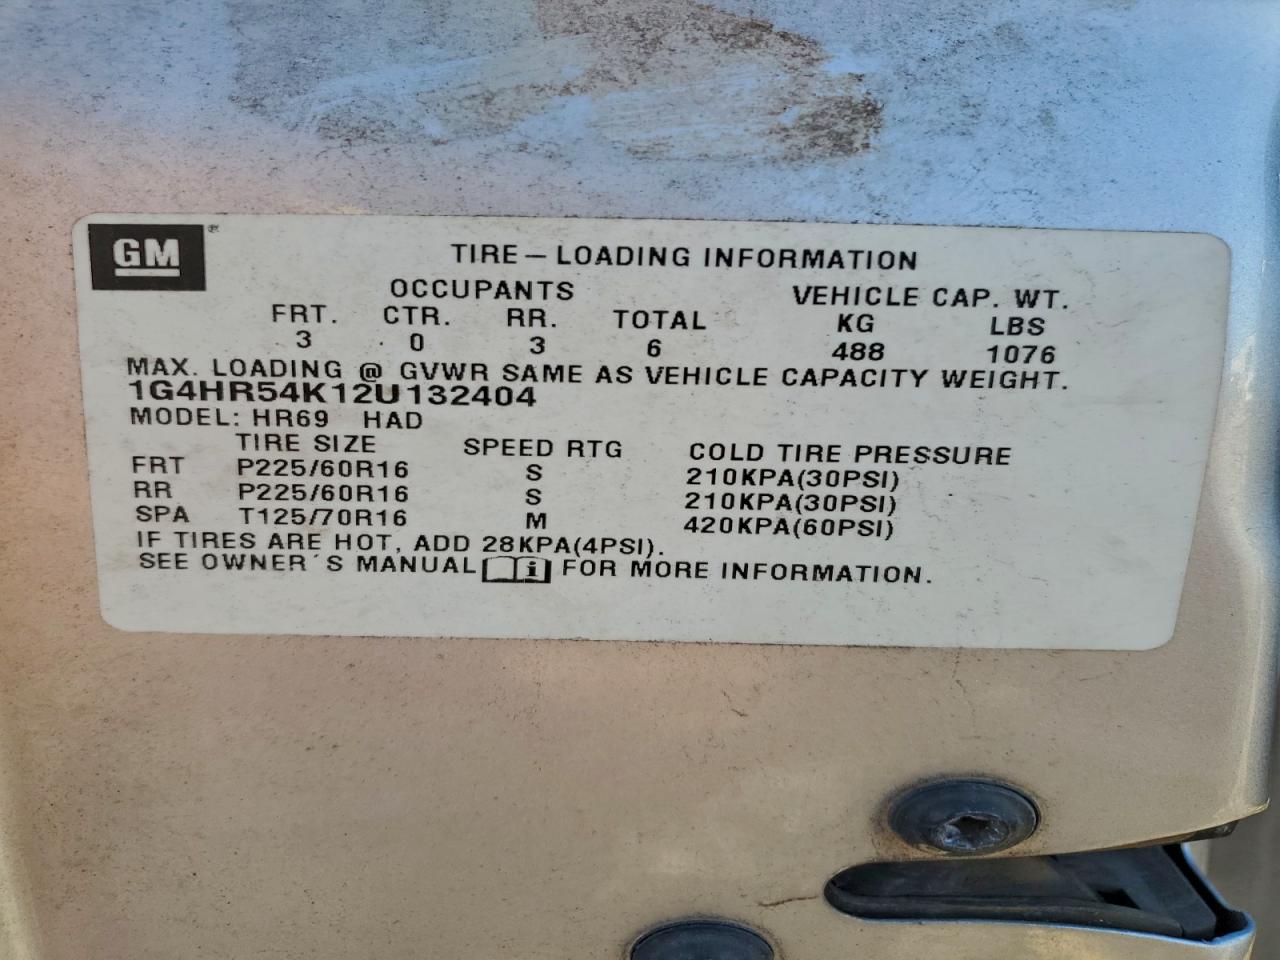 GM®
TIRE–LOADING INFORMATION
OCCUPANTS VEHICLE CAP. WT.
FRT. CTR. RR. TOTAL KG LBS
3 0 3 6 488 1076
MAX. LOADING @ GVWR SAME AS VEHICLE CAPACITY WEIGHT.
1G4HR54K12U132404
MODEL: HR69 HAD
TIRE SIZE SPEED RTG COLD TIRE PRESSURE
FRT P225/60R16 S 210KPA(30PSI)
RR P225/60R16 S 210KPA(30PSI)
SPA T125/70R16 M 420KPA(60PSI)
IF TIRES ARE HOT, ADD 28KPA(4PSI).
SEE OWNER´S MANUAL i FOR MORE INFORMATION.